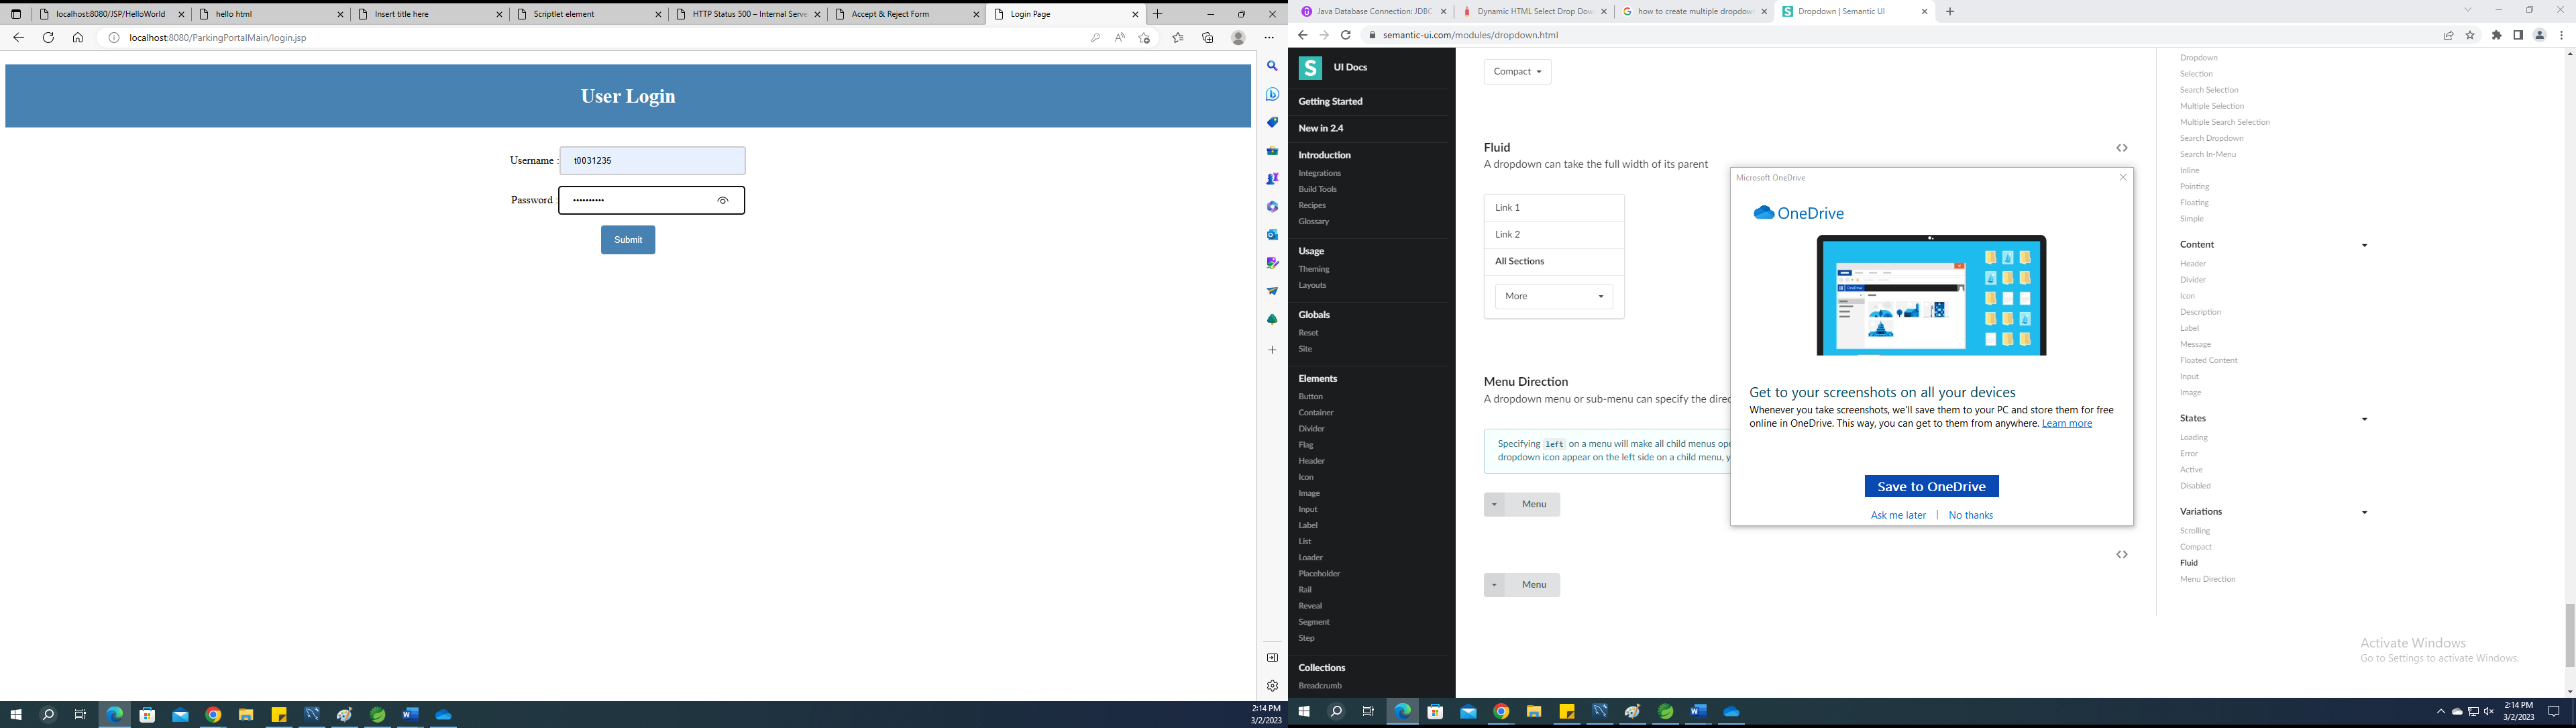 localhost:8080/JSP/HelloWorld
hello html
Insert title here
Scriptlet element
HTTP Status 500 – Internal Serve
Accept & Reject Form
Login Page
localhost:8080/ParkingPortalMain/login.jsp
User Login
Username :
t0031235
Password :
••••••••••
Submit
2:14 PM
3/2/2023
Java Database Connection: JDBC
Dynamic HTML Select Drop Dow
how to create multiple dropdow
Dropdown | Semantic UI
semantic-ui.com/modules/dropdown.html
UI Docs
Getting Started
New in 2.4
Introduction
Integrations
Build Tools
Recipes
Glossary
Usage
Theming
Layouts
Globals
Reset
Site
Elements
Button
Container
Divider
Flag
Header
Icon
Image
Input
Label
List
Loader
Placeholder
Rail
Reveal
Segment
Step
Collections
Breadcrumb
Compact
Fluid
A dropdown can take the full width of its parent
Link 1
Link 2
All Sections
More
Menu Direction
A dropdown menu or sub-menu can specify the direc
Specifying left on a menu will make all child menus ope
dropdown icon appear on the left side on a child menu, y
Menu
Menu
Microsoft OneDrive
OneDrive
Get to your screenshots on all your devices
Whenever you take screenshots, we'll save them to your PC and store them for free
online in OneDrive. This way, you can get to them from anywhere. Learn more
Save to OneDrive
Ask me later | No thanks
Dropdown
Selection
Search Selection
Multiple Selection
Multiple Search Selection
Search Dropdown
Search In-Menu
Inline
Pointing
Floating
Simple
Content
Header
Divider
Icon
Description
Label
Message
Floated Content
Input
Image
States
Loading
Error
Active
Disabled
Variations
Scrolling
Compact
Fluid
Menu Direction
Activate Windows
Go to Settings to activate Windows.
2:14 PM
3/2/2023